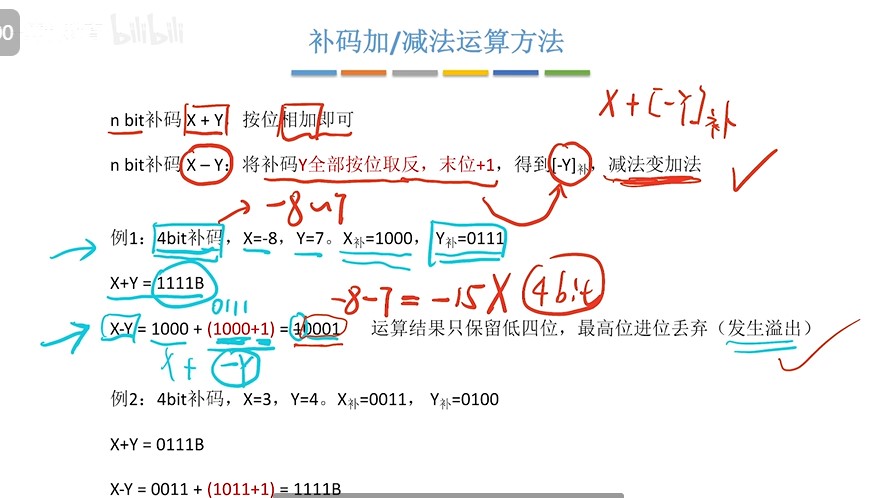 00
bilibili
补码加/减法运算方法
n bit补码 X + Y：按位相加即可
X+[-Y]补
n bit补码 X – Y：将补码Y全部按位取反，末位+1，得到[-Y]补，减法变加法
-8~7
例1：4bit补码，X=-8，Y=7。X补=1000， Y补=0111
X+Y = 1111B
-8-7=-15X 4bit
0111
X-Y = 1000 + (1000+1) = 10001 运算结果只保留低四位，最高位进位丢弃（发生溢出）
X+ -Y
例2：4bit补码，X=3，Y=4。X补=0011， Y补=0100
X+Y = 0111B
X-Y = 0011 + (1011+1) = 1111B